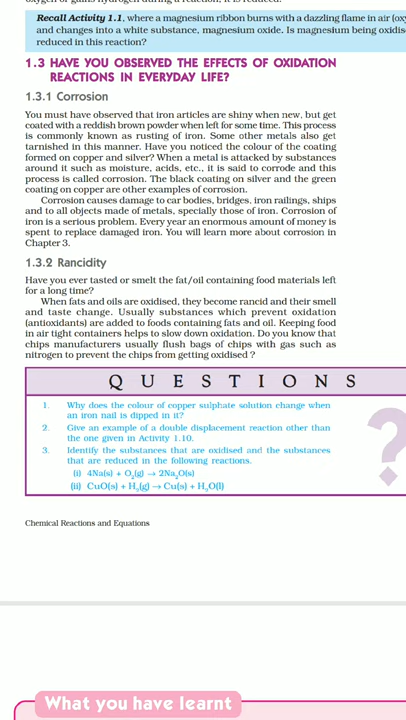 oxygen or gains hydrogen during a reaction, it is reduced.
Recall Activity 1.1, where a magnesium ribbon burns with a dazzling flame in air
and changes into a white substance, magnesium oxide. Is magnesium being
reduced in this reaction?
1.3 HAVE YOU OBSERVED THE EFFECTS OF OXIDATION
REACTIONS IN EVERYDAY LIFE?
1.3.1 Corrosion
You must have observed that iron articles are shiny when new, but get
coated with a reddish brown powder when left for some time. This process
is commonly known as rusting of iron. Some other metals also get
tarnished in this manner. Have you noticed the colour of the coating
formed on copper and silver? When a metal is attacked by substances
around it such as moisture, acids, etc., it is said to corrode and this
process is called corrosion. The black coating on silver and the green
coating on copper are other examples of corrosion.
Corrosion causes damage to car bodies, bridges, iron railings, ships
and to all objects made of metals, specially those of iron. Corrosion of
iron is a serious problem. Every year an enormous amount of money is
spent to replace damaged iron. You will learn more about corrosion in
Chapter 3.
1.3.2 Rancidity
Have you ever tasted or smelt the fat/oil containing food materials left
for a long time?
When fats and oils are oxidised, they become rancid and their smell
and taste change. Usually substances which prevent oxidation
(antioxidants) are added to foods containing fats and oil. Keeping food
in air tight containers helps to slow down oxidation. Do you know that
chips manufacturers usually flush bags of chips with gas such as
nitrogen to prevent the chips from getting oxidised ?
Q U E S T I O N S
1. Why does the colour of copper sulphate solution change when
an iron nail is dipped in it?
2. Give an example of a double displacement reaction other than
the one given in Activity 1.10.
3. Identify the substances that are oxidised and the substances
that are reduced in the following reactions.
(i) 4Na(s) + O₂(g) → 2Na₂O(s)
(ii) CuO(s) + H₂(g) → Cu(s) + H₂O(l)
?
Chemical Reactions and Equations
What you have learnt